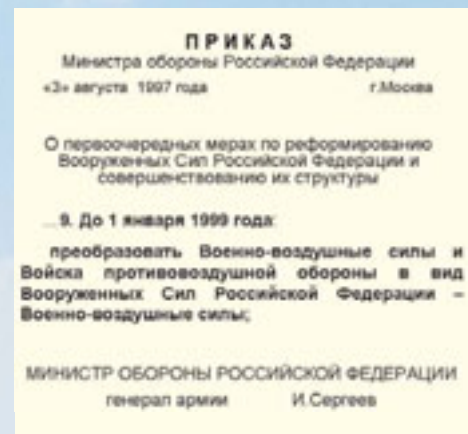 ПРИКАЗ
Министра обороны Российской Федерации
«3» августа 1997 года г.Москва
О первоочередных мерах по реформированию
Вооруженных Сил Российской Федерации и
совершенствованию их структуры
...9. До 1 января 1999 года:
преобразовать Военно-воздушные силы и
Войска противовоздушной обороны в вид
Вооруженных Сил Российской Федерации –
Военно-воздушные силы;
МИНИСТР ОБОРОНЫ РОССИЙСКОЙ ФЕДЕРАЦИИ
генерал армии И.Сергеев